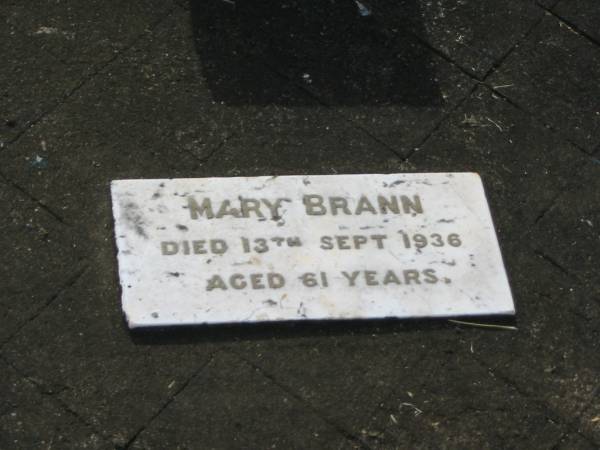 MARY BRANN
DIED 13TH SEPT 1936
AGED 61 YEARS.